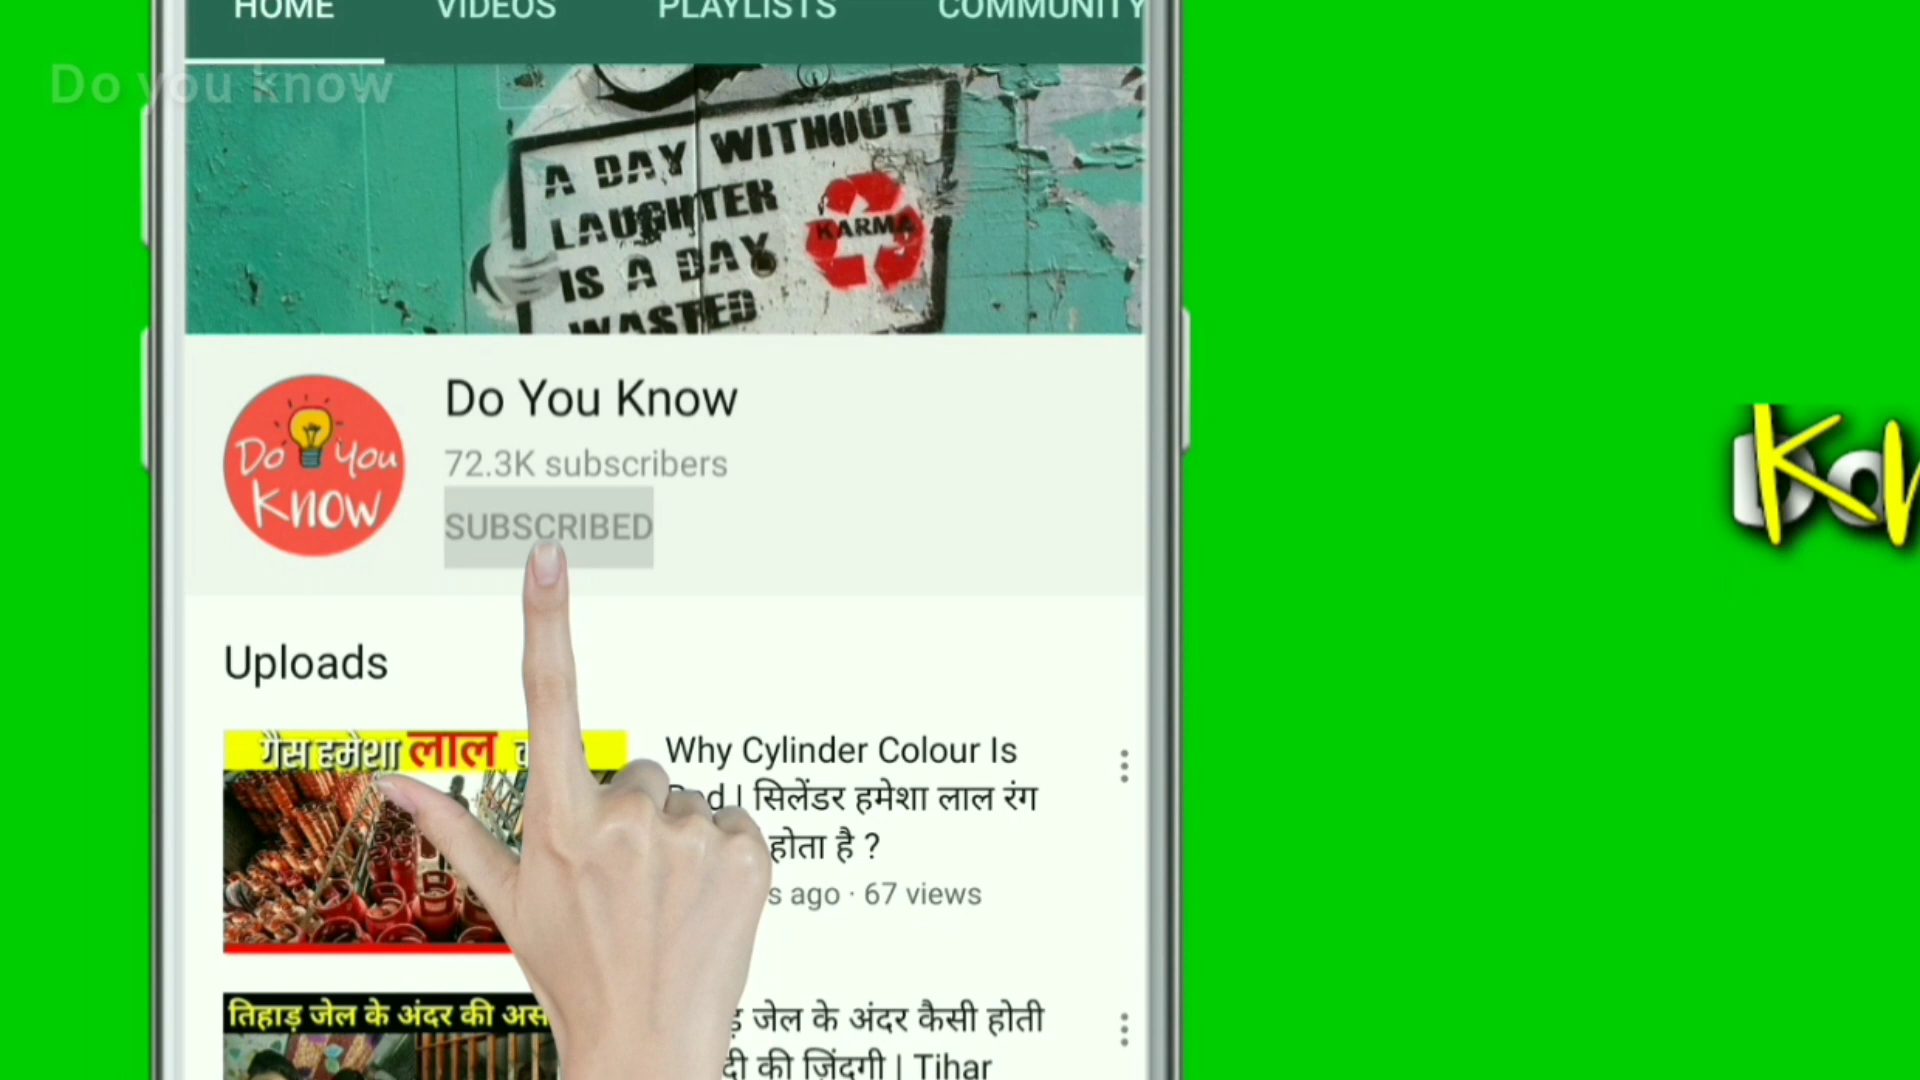 HOME VIDEOS PLAYLISTS COMMUNITY
Do you know
A DAY WITHOUT
LAUGHTER
IS A DAY
WASTED
KARMA
Do You Know
72.3K subscribers
SUBSCRIBED
Do You
Know
Uploads
गैस हमेशा लाल
Why Cylinder Colour Is
सिलेंडर हमेशा लाल रंग
होता है ?
ago · 67 views
तिहाड़ जेल के अंदर की
जेल के अंदर कैसी होती
की ज़िंदगी | Tihar